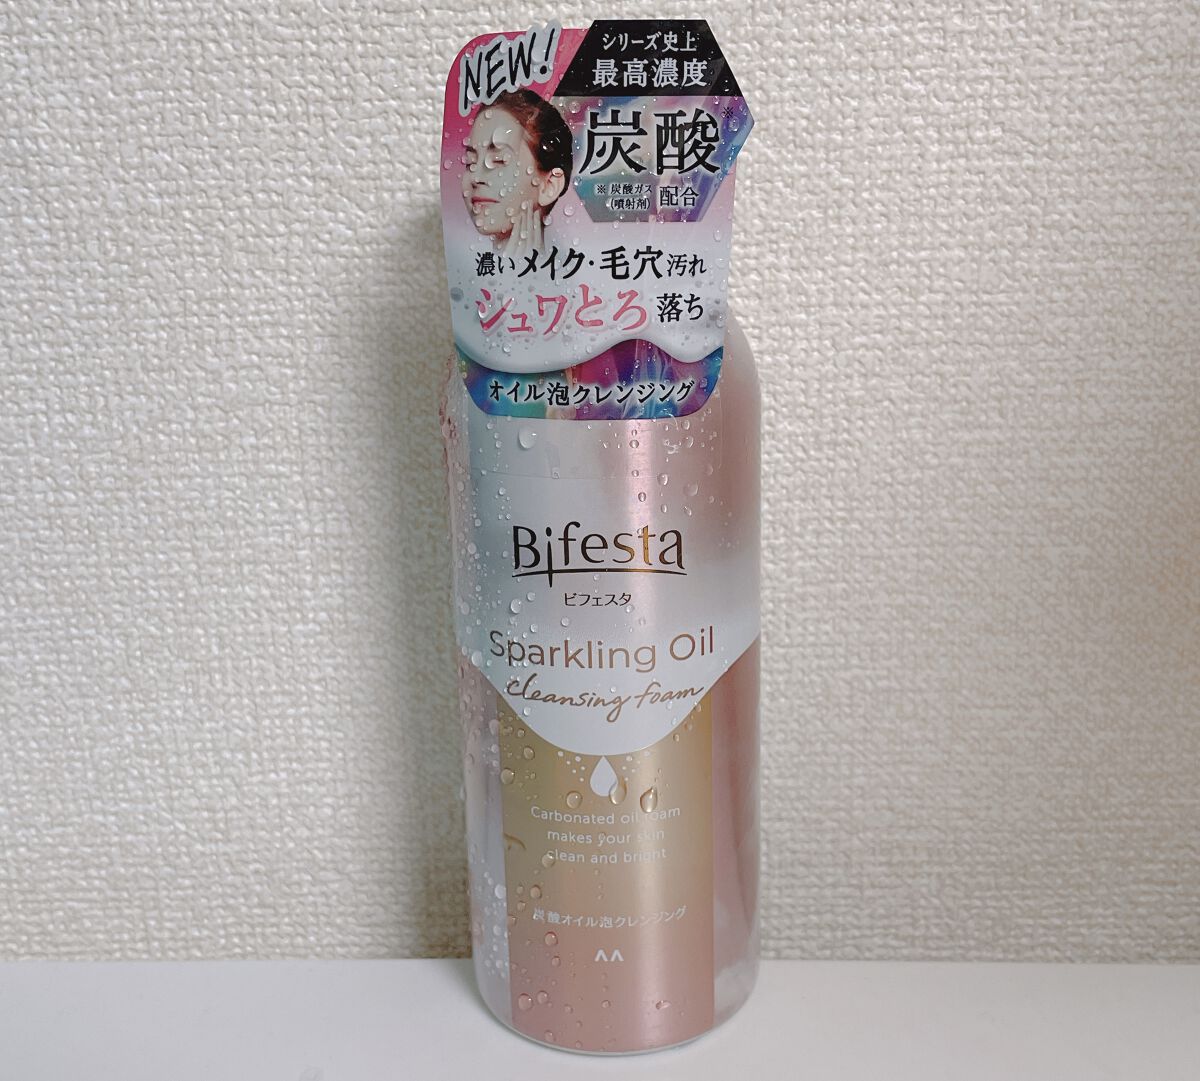 NEW!
シリーズ史上
最高濃度
炭酸※
※炭酸ガス
(噴射剤)
配合
濃いメイク・毛穴汚れ
シュワとろ落ち
オイル泡クレンジング
Bifesta
ビフェスタ
Sparkling Oil
cleansing foam
Carbonated oil foam
makes your skin
clean and bright
炭酸オイル泡クレンジング